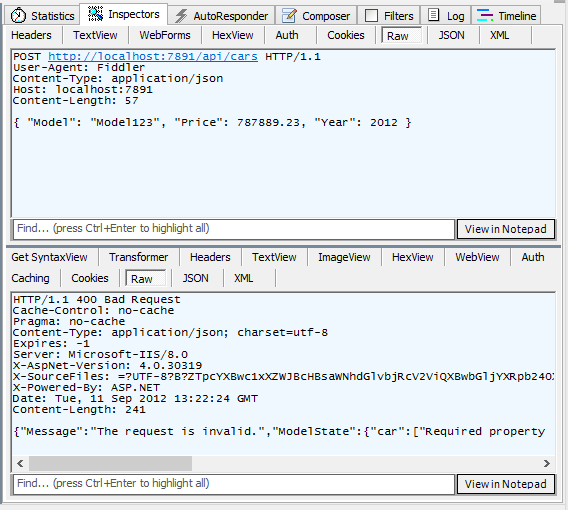 Statistics Inspectors AutoResponder Composer Filters Log Timeline
Headers TextView WebForms HexView Auth Cookies Raw JSON XML
POST http://localhost:7891/api/cars HTTP/1.1
User-Agent: Fiddler
Content-Type: application/json
Host: localhost:7891
Content-Length: 57
{ "Model": "Model123", "Price": 787889.23, "Year": 2012 }
Find... (press Ctrl+Enter to highlight all) View in Notepad
Get SyntaxView Transformer Headers TextView ImageView HexView WebView Auth
Caching Cookies Raw JSON XML
HTTP/1.1 400 Bad Request
Cache-Control: no-cache
Pragma: no-cache
Content-Type: application/json; charset=utf-8
Expires: -1
Server: Microsoft-IIS/8.0
X-AspNet-Version: 4.0.30319
X-SourceFiles: =?UTF-8?B?ZTpcYXBwc1xXZWJBcHBsaWNhdGlvbjRcV2ViQXBwbGljYXRpb24OX
X-Powered-By: ASP.NET
Date: Tue, 11 Sep 2012 13:22:24 GMT
Content-Length: 241
{"Message":"The request is invalid.","ModelState":{"car":["Required property
Find... (press Ctrl+Enter to highlight all) View in Notepad